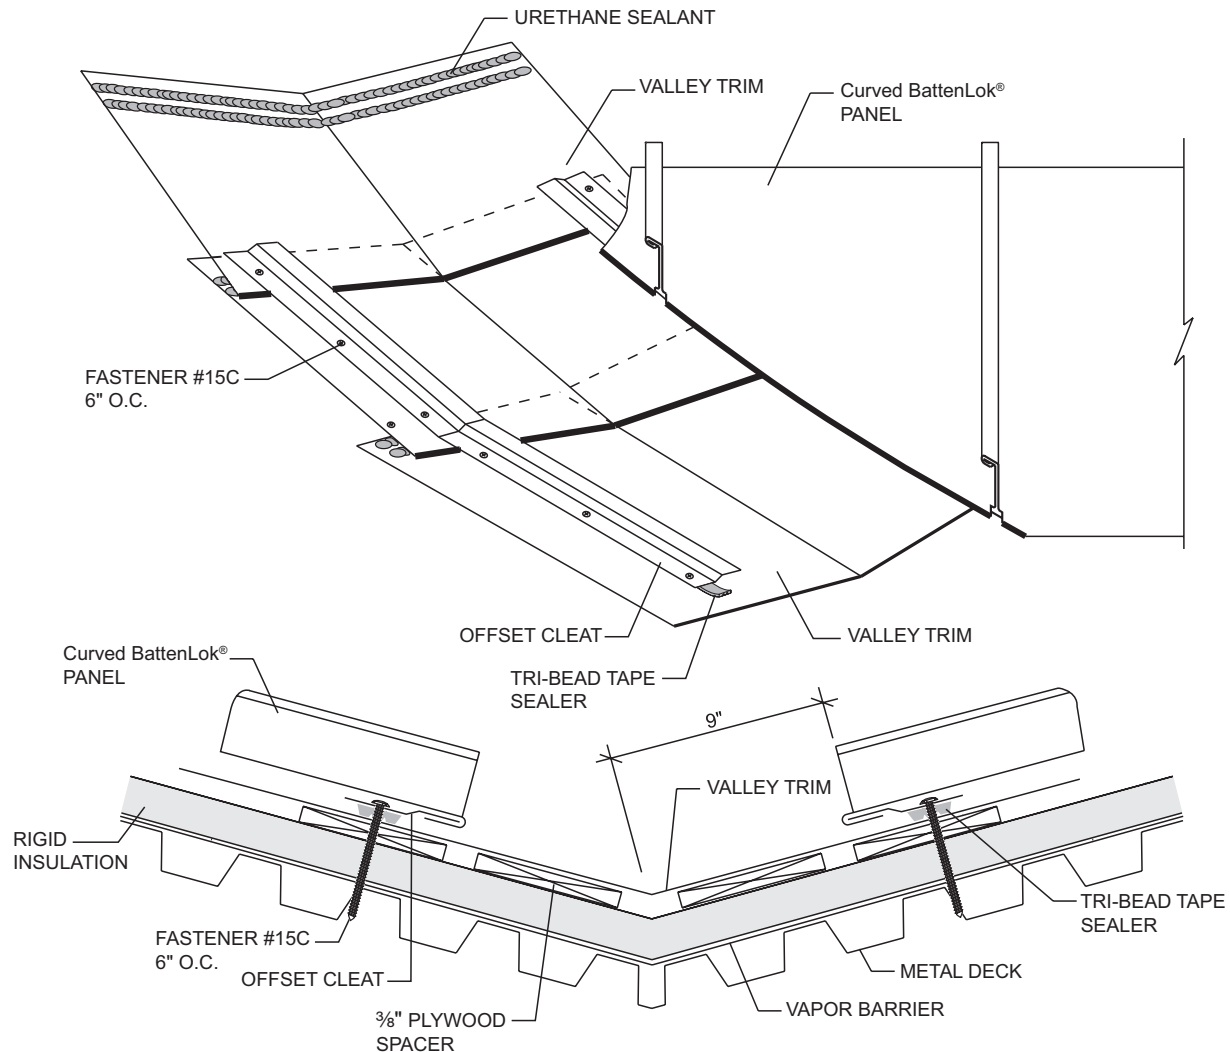 URETHANE SEALANT
VALLEY TRIM
Curved BattenLok®
PANEL
FASTENER #15C
6" O.C.
OFFSET CLEAT
VALLEY TRIM
TRI-BEAD TAPE
SEALER
Curved BattenLok®
PANEL
9"
VALLEY TRIM
RIGID
INSULATION
TRI-BEAD TAPE
SEALER
FASTENER #15C
6" O.C.
OFFSET CLEAT
METAL DECK
VAPOR BARRIER
⅜" PLYWOOD
SPACER